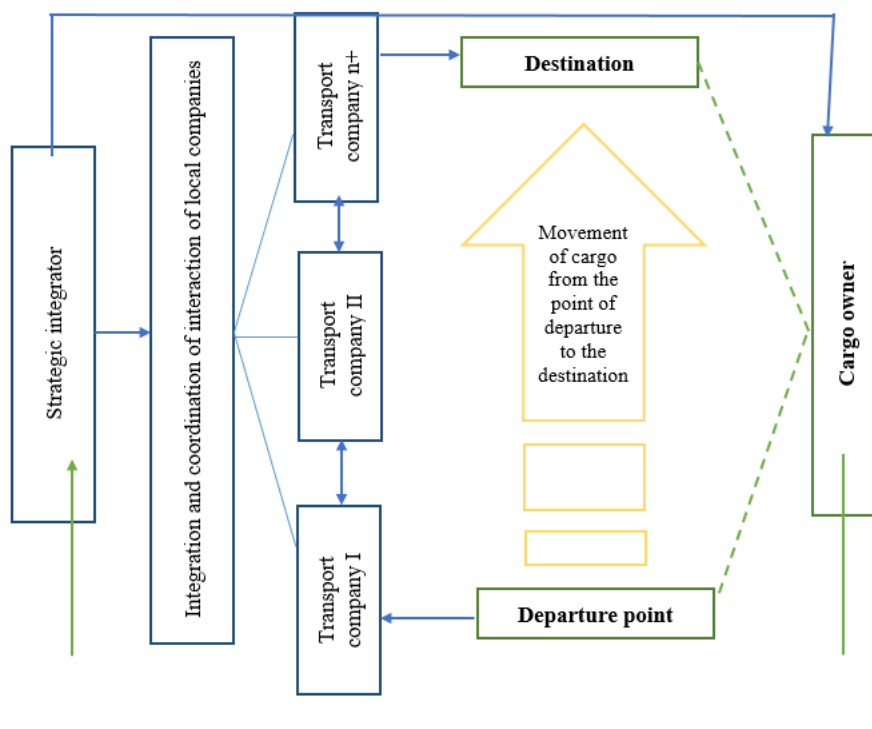 Strategic integrator
Integration and coordination of interaction of local companies
Transport
company n+
Transport
company II
Transport
company I
Destination
Movement
of cargo
from the
point of
departure
to the
destination
Departure point
Cargo owner